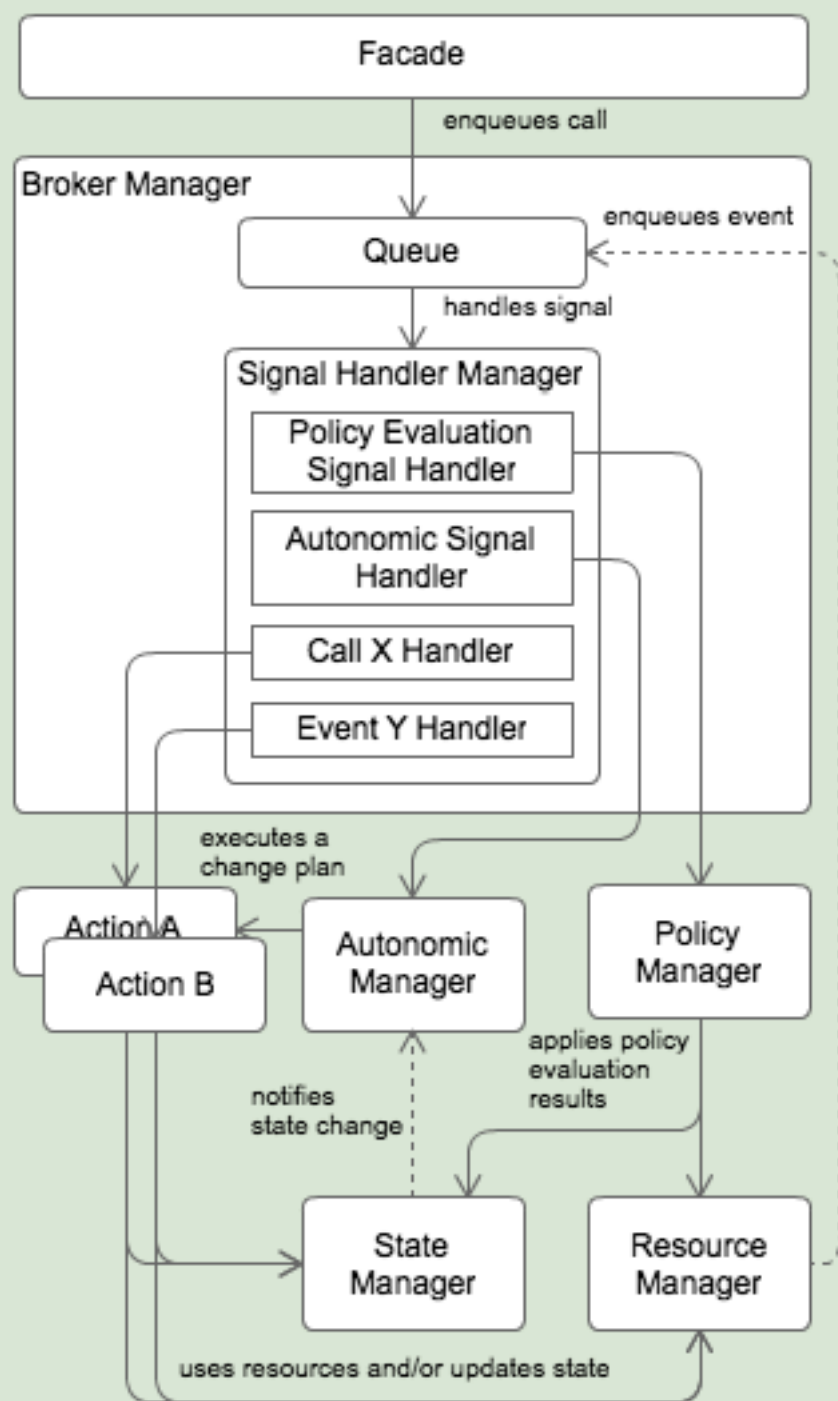 Facade
enqueues call
Broker Manager
enqueues event
Queue
handles signal
Signal Handler Manager
Policy Evaluation
Signal Handler
Autonomic Signal
Handler
Call X Handler
Event Y Handler
executes a
change plan
Action A
Action B
Autonomic
Manager
Policy
Manager
applies policy
evaluation
results
notifies
state change
State
Manager
Resource
Manager
uses resources and/or updates state